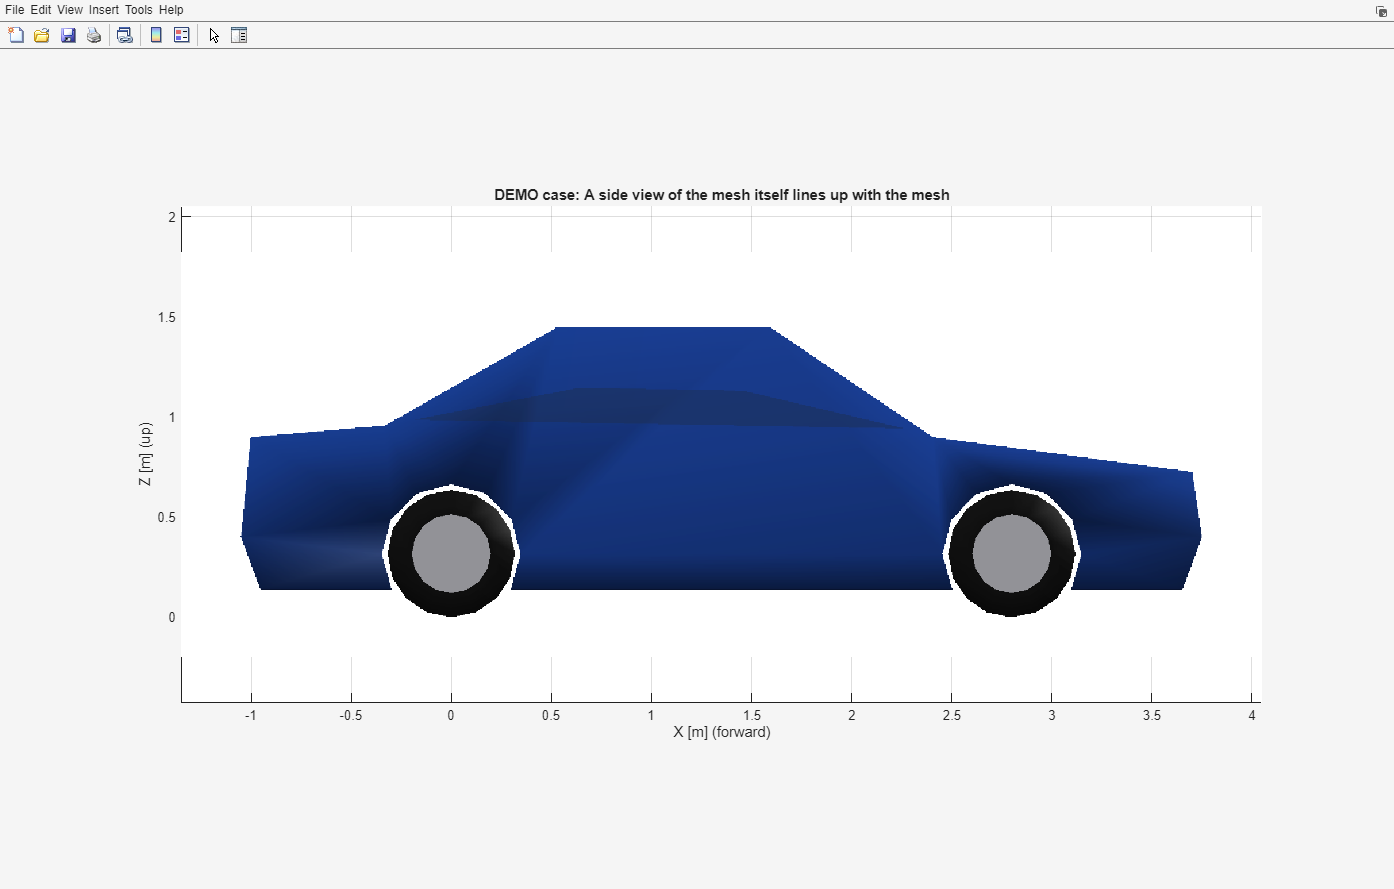 File Edit View Insert Tools Help
DEMO case: A side view of the mesh itself lines up with the mesh
2
1.5
1
0.5
0
Z [m] (up)
-1 -0.5 0 0.5 1 1.5 2 2.5 3 3.5 4
X [m] (forward)